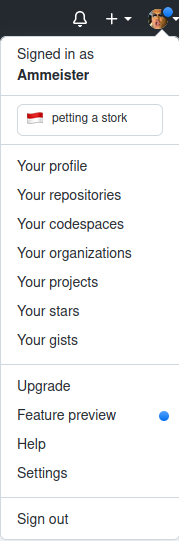 Signed in as
Ammeister
petting a stork
Your profile
Your repositories
Your codespaces
Your organizations
Your projects
Your stars
Your gists
Upgrade
Feature preview
Help
Settings
Sign out